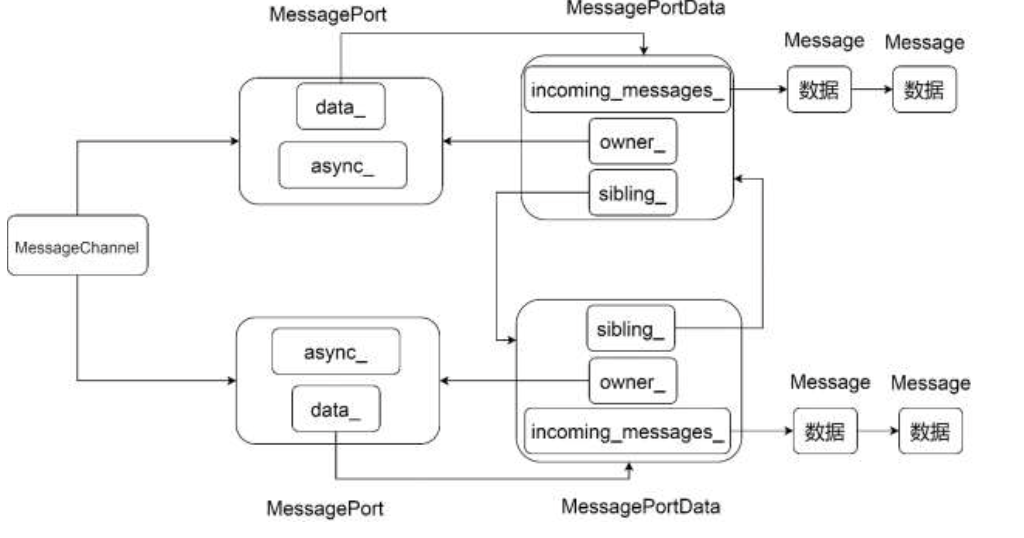 MessagePort
MessagePortData
Message
Message
data_
async_
incoming_messages_
owner_
sibling_
数据
数据
MessageChannel
async_
data_
sibling_
owner_
incoming_messages_
Message
Message
数据
数据
MessagePort
MessagePortData